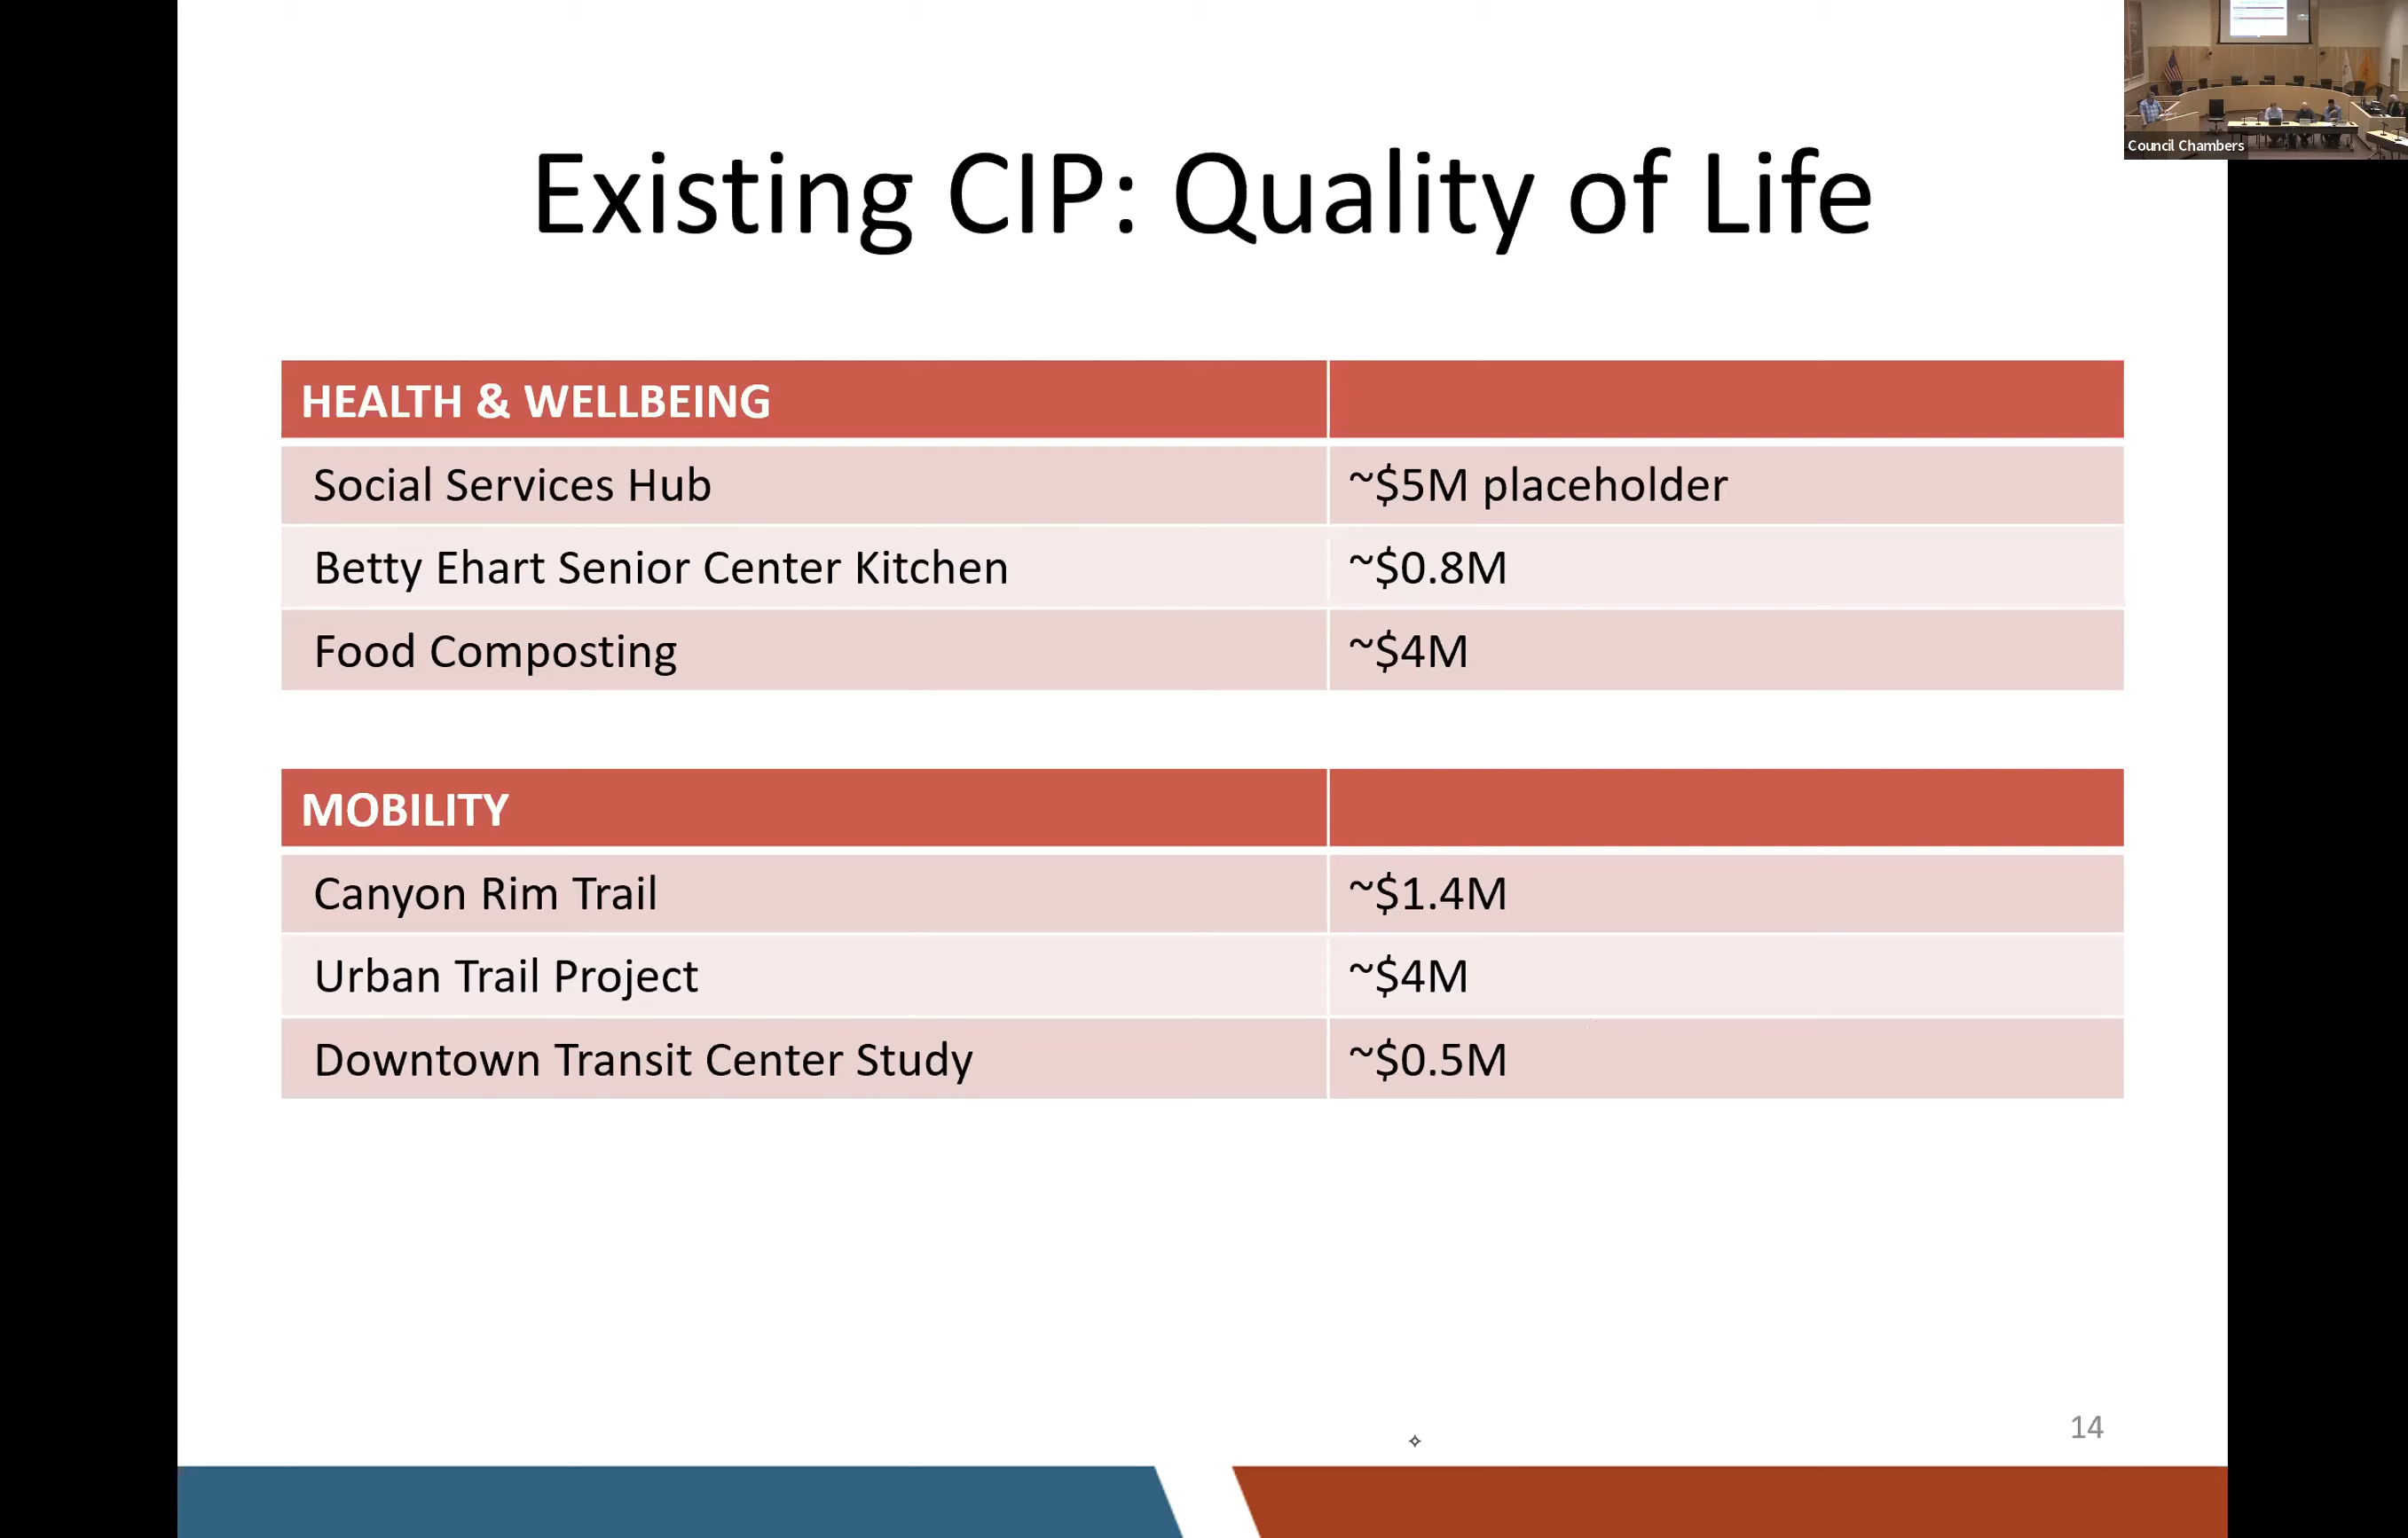 Council Chambers
Existing CIP: Quality of Life
HEALTH & WELLBEING
Social Services Hub ~$5M placeholder
Betty Ehart Senior Center Kitchen ~$0.8M
Food Composting ~$4M
MOBILITY
Canyon Rim Trail ~$1.4M
Urban Trail Project ~$4M
Downtown Transit Center Study ~$0.5M
14